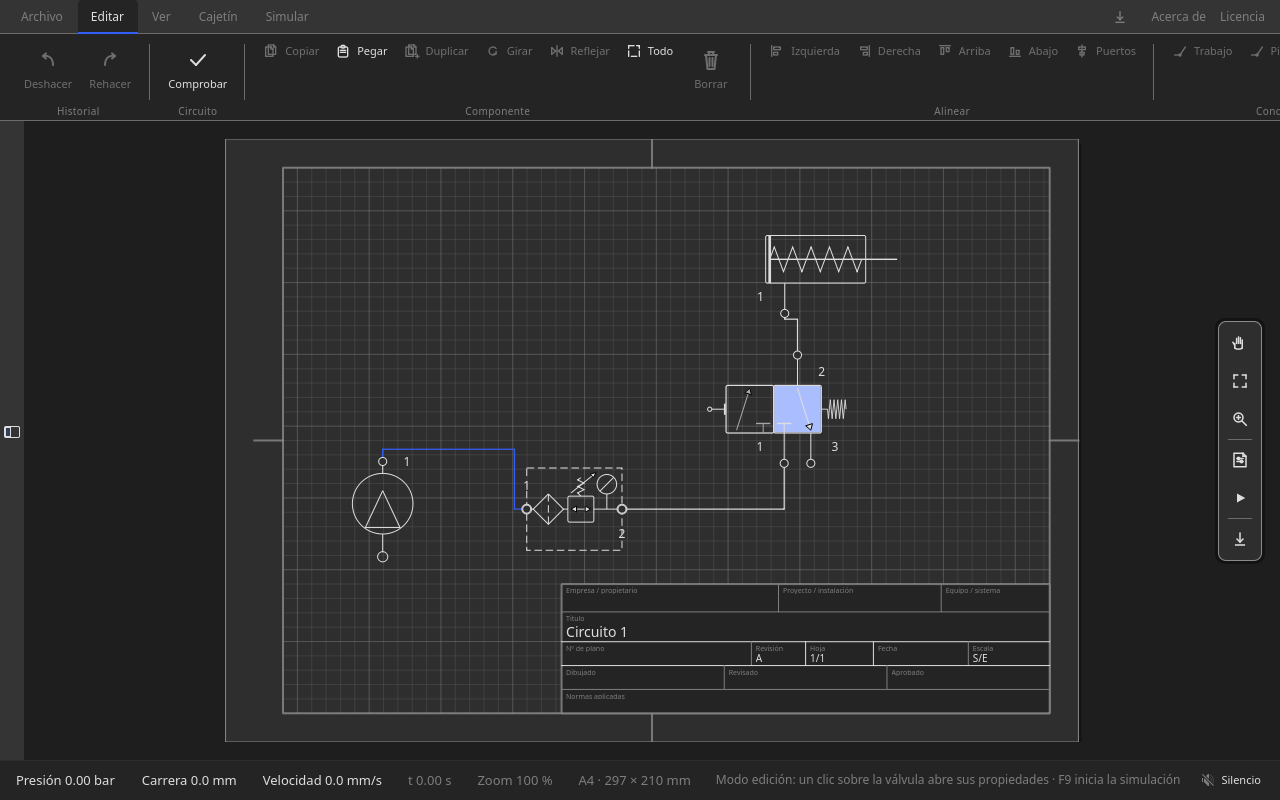 Archivo Editar Ver Cajetín Simular Acerca de Licencia
Copiar Pegar Duplicar Girar Reflejar Todo Izquierda Derecha Arriba Abajo Puertos Trabajo
Deshacer Rehacer Comprobar Borrar
Historial Circuito Componente Alinear
1
2
1 3
1
1
2
Empresa / propietario Proyecto / instalación Equipo / sistema
Título
Circuito 1
Nº de plano Revisión Hoja Fecha Escala
A 1/1 S/E
Dibujado Revisado Aprobado
Normas aplicadas
Presión 0.00 bar Carrera 0.0 mm Velocidad 0.0 mm/s t 0.00 s Zoom 100 % A4 · 297 × 210 mm Modo edición: un clic sobre la válvula abre sus propiedades · F9 inicia la simulación Silencio